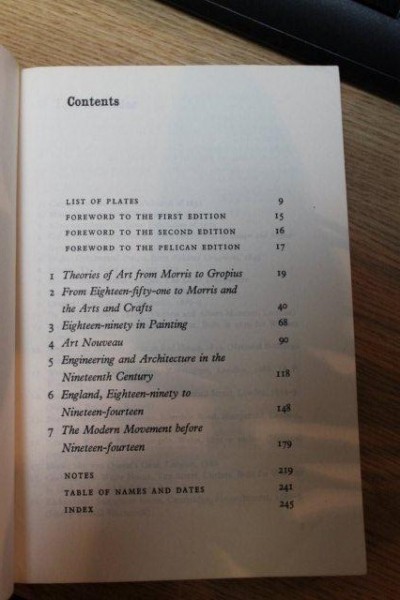 Contents
LIST OF PLATES 9
FOREWORD TO THE FIRST EDITION 15
FOREWORD TO THE SECOND EDITION 16
FOREWORD TO THE PELICAN EDITION 17
1 Theories of Art from Morris to Gropius 19
2 From Eighteen-fifty-one to Morris and
the Arts and Crafts 40
3 Eighteen-ninety in Painting 68
4 Art Nouveau 90
5 Engineering and Architecture in the
Nineteenth Century 118
6 England, Eighteen-ninety to
Nineteen-fourteen 148
7 The Modern Movement before
Nineteen-fourteen 179
NOTES 219
TABLE OF NAMES AND DATES 241
INDEX 245